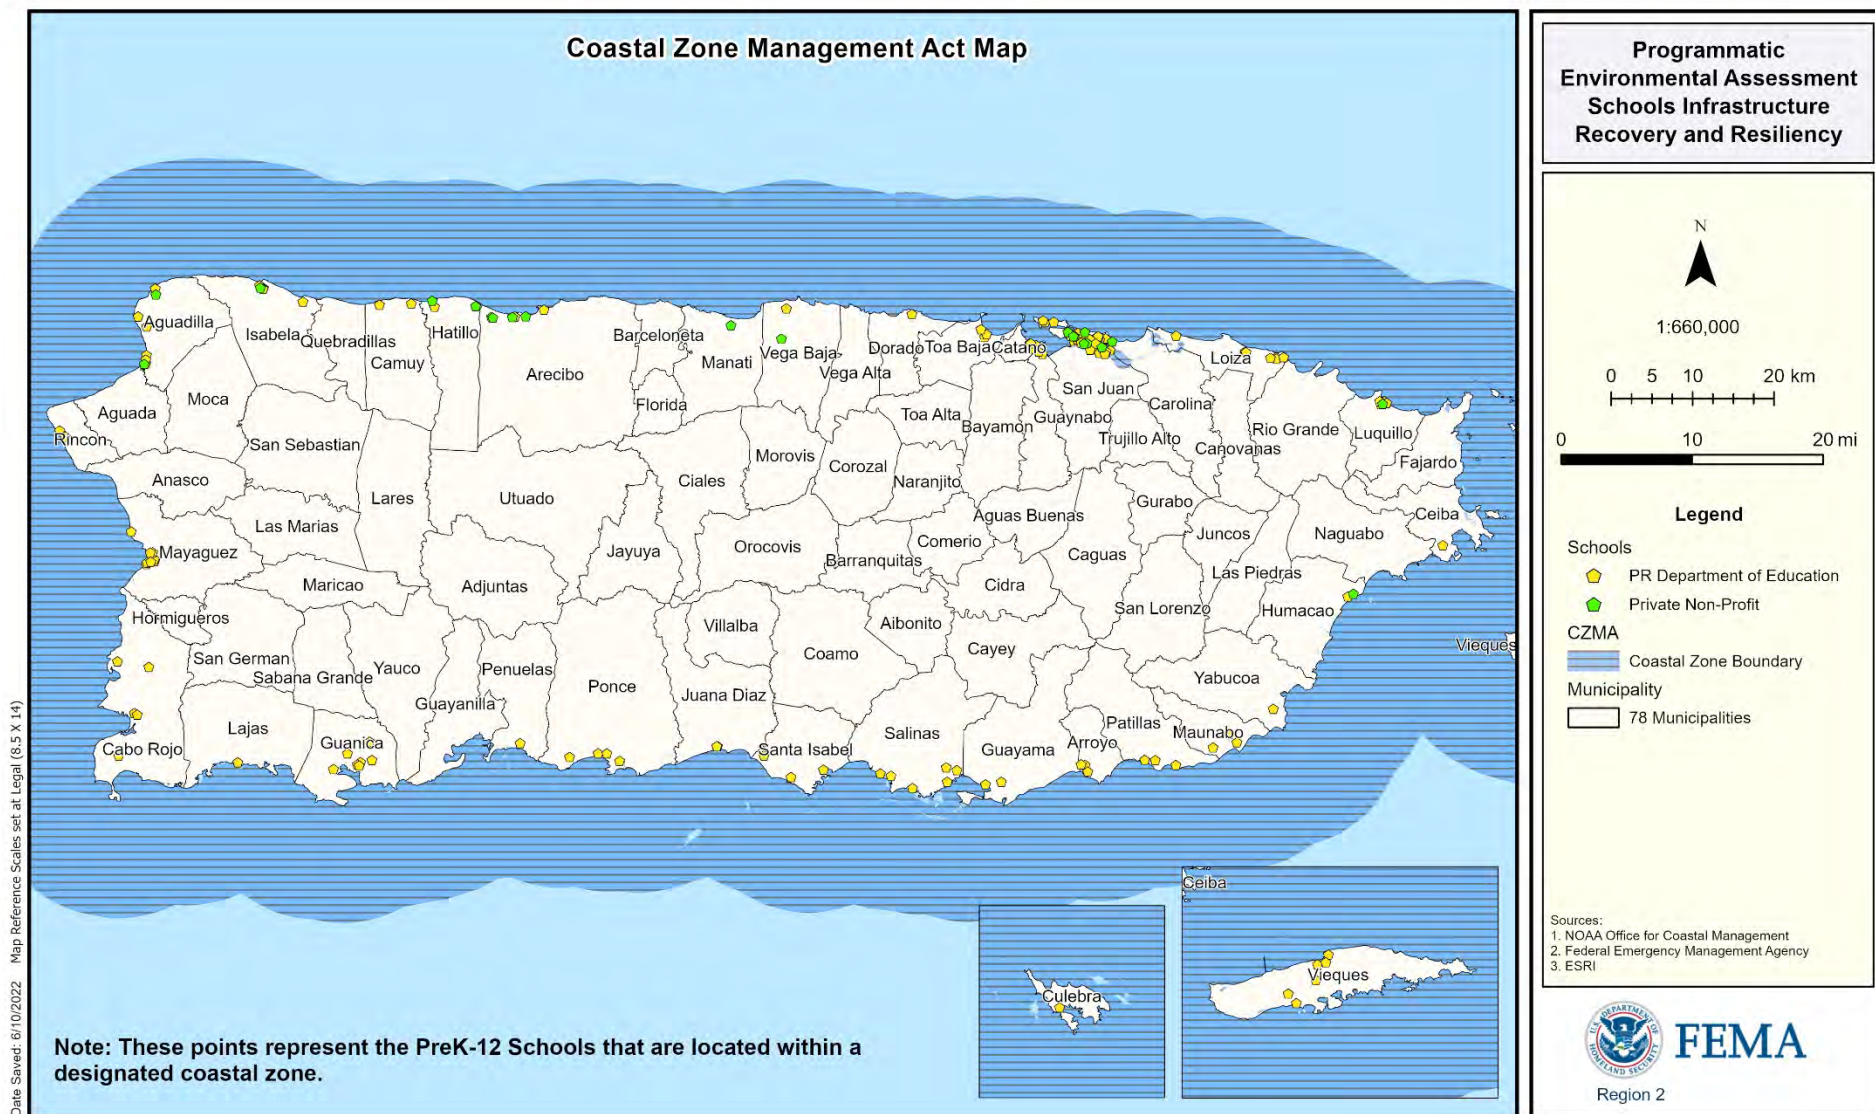 Coastal Zone Management Act Map
Aguadilla
Isabela
Quebradillas
Camuy
Hatillo
Arecibo
Barceloneta
Manati
Vega Baja
Vega Alta
Dorado
Toa Baja
Catano
Loiza
San Juan
Moca
Aguada
Rincon
Florida
Toa Alta
Bayamon
Guaynabo
Carolina
Trujillo Alto
Canovanas
Rio Grande
Luquillo
Fajardo
San Sebastian
Anasco
Lares
Utuado
Ciales
Morovis
Corozal
Naranjito
Aguas Buenas
Gurabo
Ceiba
Las Marias
Mayaguez
Jayuya
Orocovis
Barranquitas
Comerio
Caguas
Juncos
Naguabo
Maricao
Adjuntas
Cidra
Las Piedras
Hormigueros
Villalba
Aibonito
San Lorenzo
Humacao
San German
Sabana Grande
Yauco
Penuelas
Coamo
Cayey
Vieques
Guayanilla
Ponce
Juana Diaz
Yabucoa
Lajas
Guanica
Cabo Rojo
Santa Isabel
Salinas
Guayama
Arroyo
Patillas
Maunabo
Ceiba
Culebra
Vieques
Note: These points represent the PreK-12 Schools that are located within a
designated coastal zone.
Date Saved: 6/10/2022 Map Reference Scales set at Legal (8.5 X 14)
Programmatic
Environmental Assessment
Schools Infrastructure
Recovery and Resiliency
N
1:660,000
0 5 10 20 km
0 10 20 mi
Legend
Schools
PR Department of Education
Private Non-Profit
CZMA
Coastal Zone Boundary
Municipality
78 Municipalities
Sources:
1. NOAA Office for Coastal Management
2. Federal Emergency Management Agency
3. ESRI
U.S. DEPARTMENT OF
HOMELAND SECURITY
FEMA
Region 2